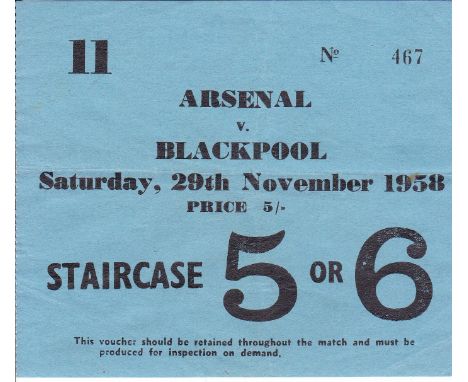 11
Nº 467
ARSENAL
v.
BLACKPOOL
Saturday, 29th November 1958
PRICE 5/-
STAIRCASE 5 OR 6
This voucher should be retained throughout the match and must be
produced for inspection on demand.